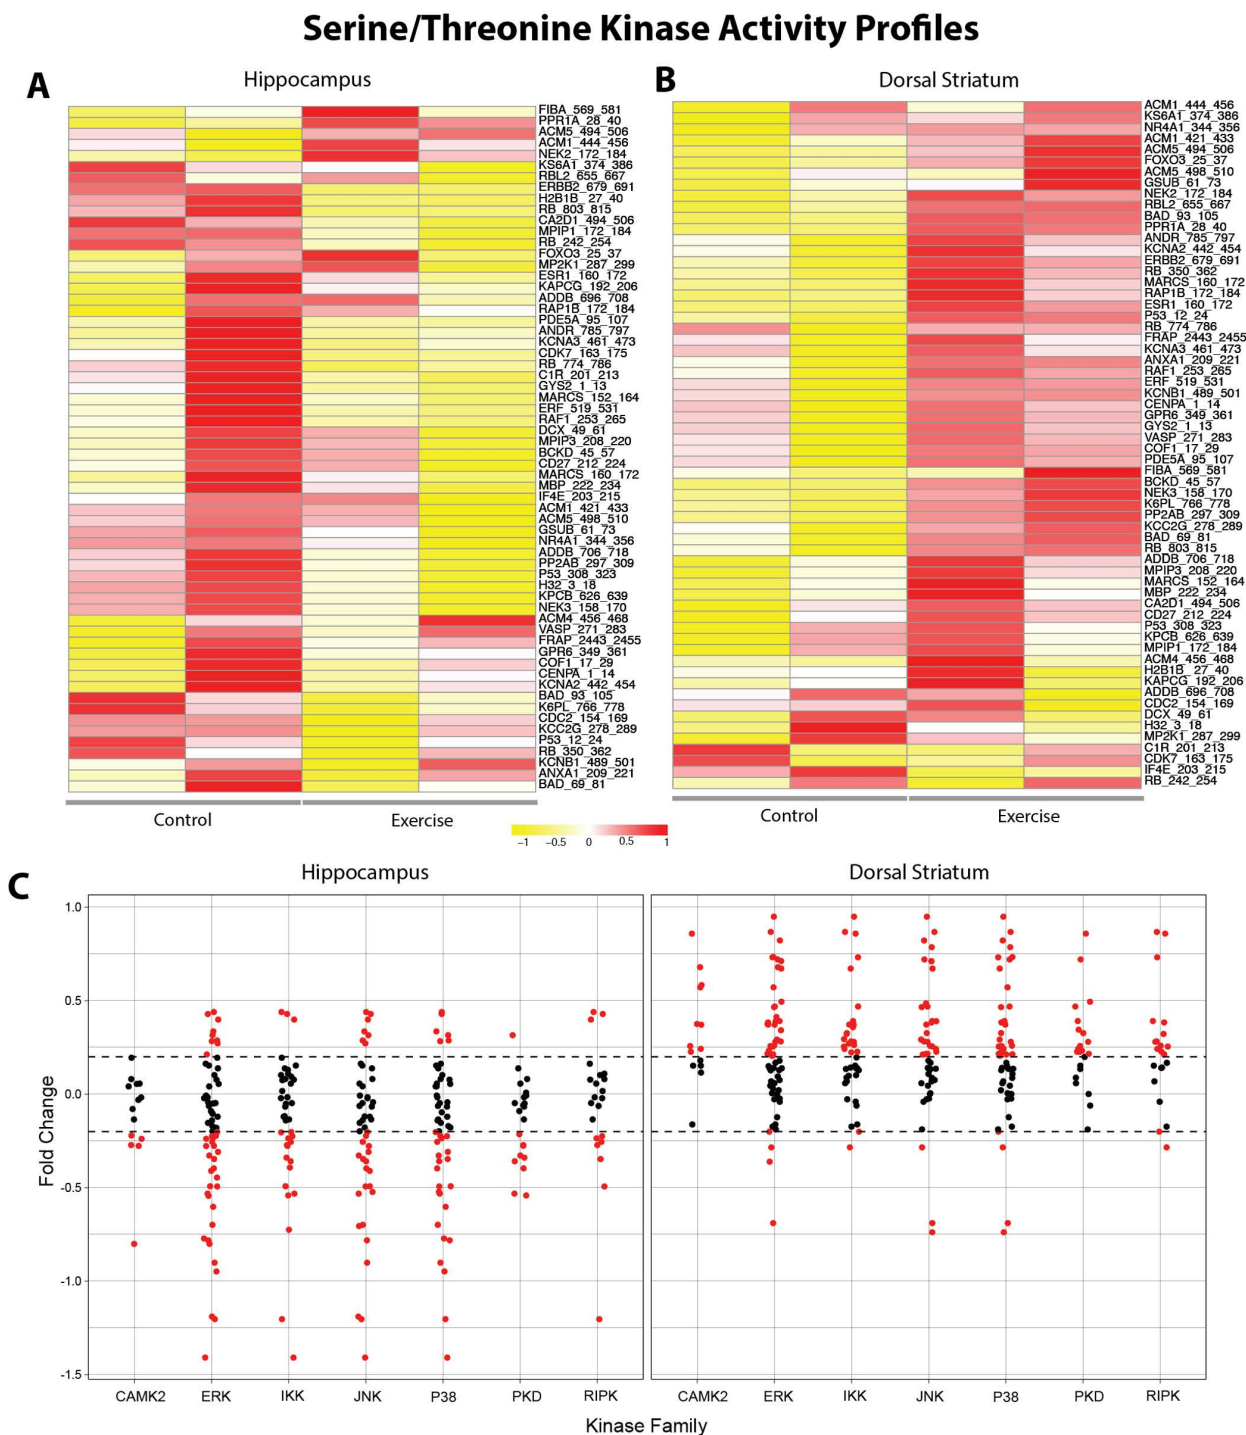 Serine/Threonine Kinase Activity Profiles
A
Hippocampus
FIBA_569_581
PPR1A_28_40
ACM5_494_506
ACM1_444_456
NEK2_172_184
KS6A1_374_386
RBL2_655_667
ERBB2_679_691
H2B1B_27_40
RB_803_815
CA2D1_494_506
MPIP1_172_184
RB_242_254
FOXO3_25_37
MP2K1_287_299
ESR1_160_172
KAPCG_192_206
ADDB_696_708
RAP1B_172_184
PDE5A_95_107
ANDR_785_797
KCNA3_461_473
CDK7_163_175
RB_774_786
C1R_201_213
GYS2_1_13
MARCS_152_164
ERF_519_531
RAF1_253_265
DCX_49_61
MPIP3_208_220
BCKD_45_57
CD27_212_224
MARCS_160_172
MBP_222_234
IF4E_203_215
ACM1_421_433
ACM5_498_510
GSUB_61_73
NR4A1_344_356
ADDB_706_718
PP2AB_297_309
P53_308_323
H32_3_18
KPCB_626_639
NEK3_158_170
ACM4_456_468
VASP_271_283
FRAP_2443_2455
GPR6_349_361
COF1_17_29
CENPA_1_14
KCNA2_442_454
BAD_93_105
K6PL_766_778
CDC2_154_169
KCC2G_278_289
P53_12_24
RB_350_362
KCNB1_489_501
ANXA1_209_221
BAD_69_81
Control
Exercise
B
Dorsal Striatum
ACM1_444_456
KS6A1_374_386
NR4A1_344_356
ACM1_421_433
ACM5_494_506
FOXO3_25_37
ACM5_498_510
GSUB_61_73
NEK2_172_184
RBL2_655_667
BAD_93_105
PPR1A_28_40
ANDR_785_797
KCNA2_442_454
ERBB2_679_691
RB_350_362
MARCS_160_172
RAP1B_172_184
ESR1_160_172
P53_12_24
RB_774_786
FRAP_2443_2455
KCNA3_461_473
ANXA1_209_221
RAF1_253_265
ERF_519_531
KCNB1_489_501
CENPA_1_14
GPR6_349_361
GYS2_1_13
VASP_271_283
COF1_17_29
PDE5A_95_107
FIBA_569_581
BCKD_45_57
NEK3_158_170
K6PL_766_778
PP2AB_297_309
KCC2G_278_289
BAD_69_81
RB_803_815
ADDB_706_718
MPIP3_208_220
MARCS_152_164
MBP_222_234
CA2D1_494_506
CD27_212_224
P53_308_323
KPCB_626_639
MPIP1_172_184
ACM4_456_468
H2B1B_27_40
KAPCG_192_206
ADDB_696_708
CDC2_154_169
DCX_49_61
H32_3_18
MP2K1_287_299
C1R_201_213
CDK7_163_175
IF4E_203_215
RB_242_254
Control
Exercise
−1 −0.5 0 0.5 1
C
Hippocampus
Dorsal Striatum
Fold Change
1.0
0.5
0.0
-0.5
-1.0
-1.5
CAMK2 ERK IKK JNK P38 PKD RIPK
CAMK2 ERK IKK JNK P38 PKD RIPK
Kinase Family